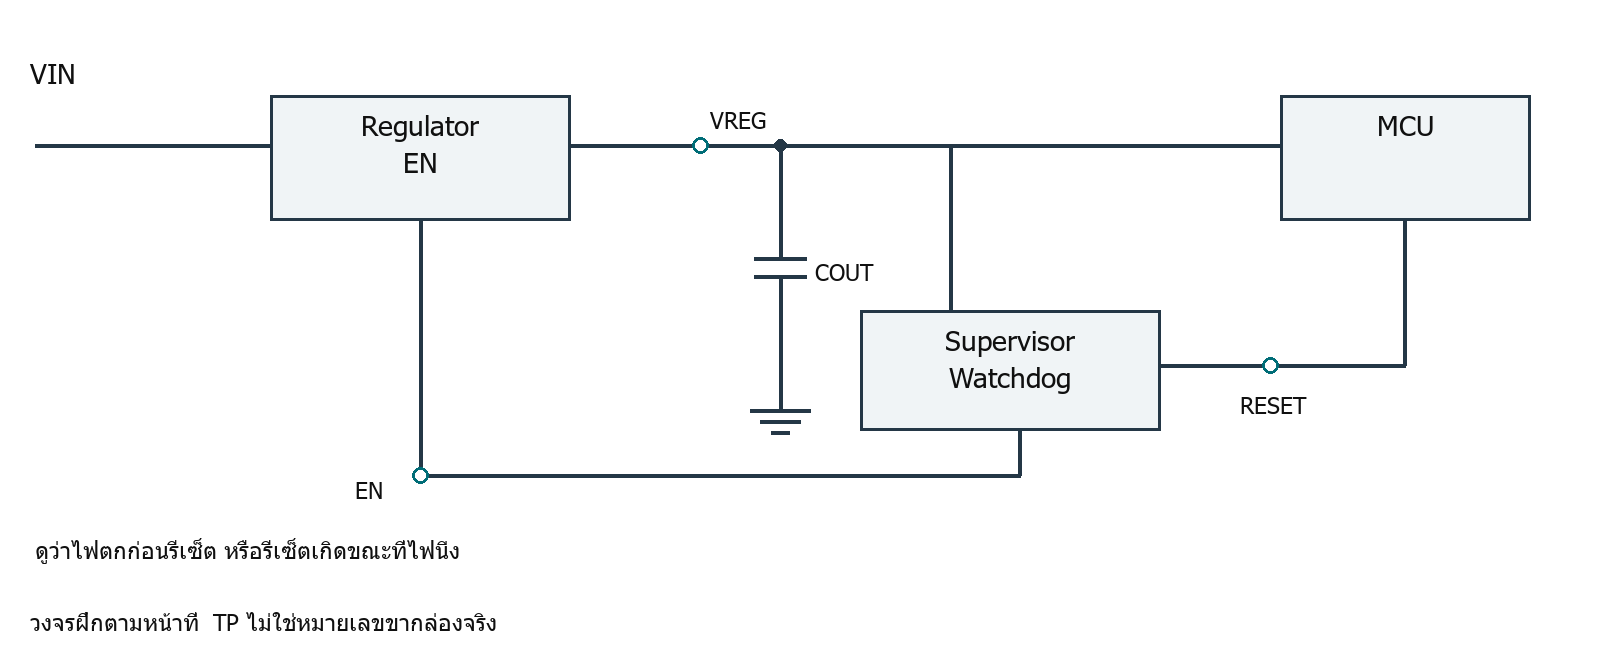 VIN
Regulator
EN
VREG
MCU
COUT
Supervisor
Watchdog
RESET
EN
ดูว่าไฟตกก่อนรีเซ็ต หรือรีเซ็ตเกิดขณะที่ไฟนิ่ง
วงจรฝึกตามหน้าที่ TP ไม่ใช่หมายเลขขากล่องจริง